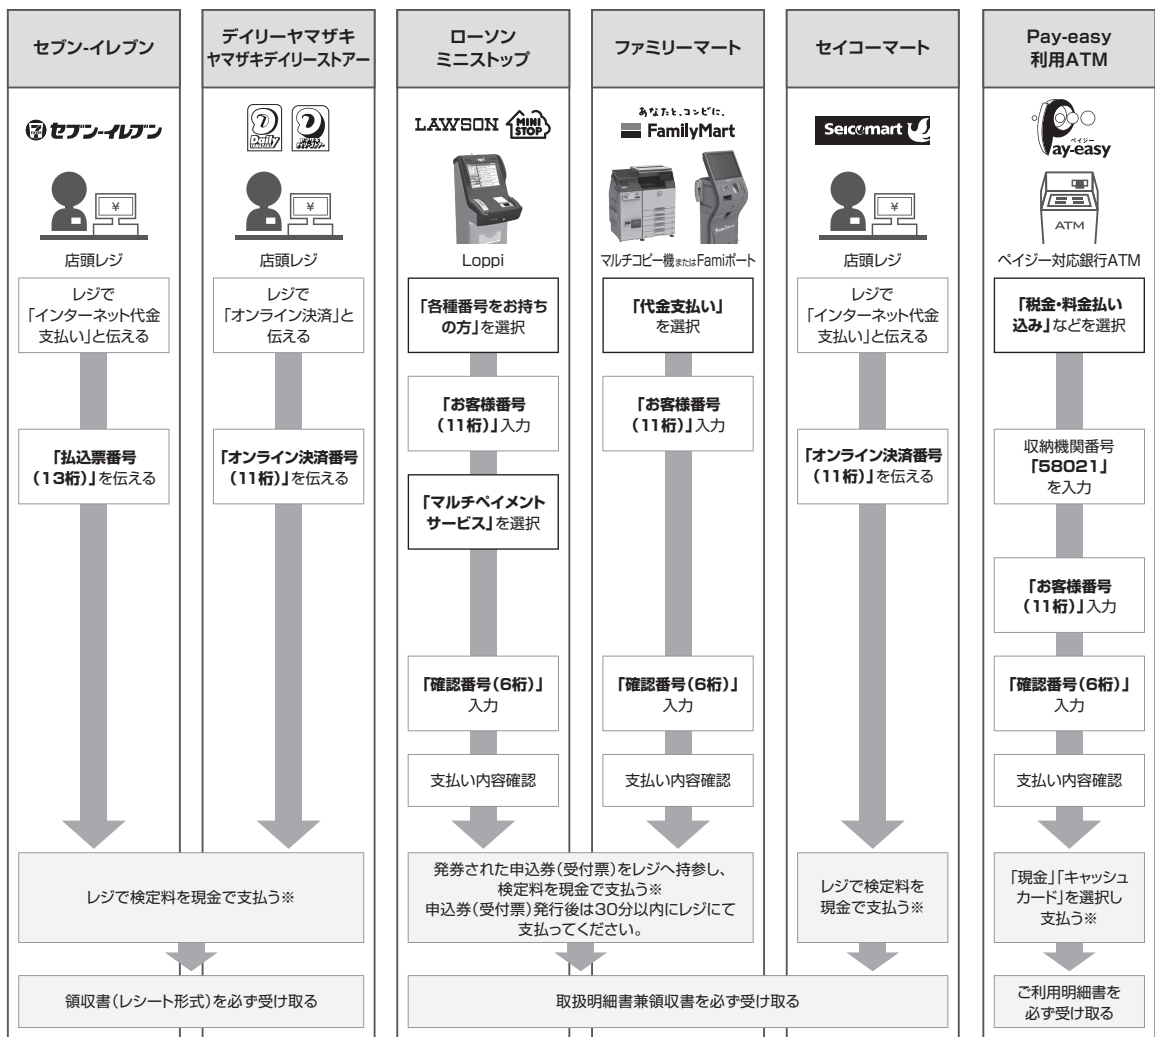 セブン-イレブン
デイリーヤマザキ
ヤマザキデイリーストアー
ローソン
ミニストップ
ファミリーマート
セイコーマート
Pay-easy
利用ATM
セブン-イレブン
Daily
LAWSON
MINI
STOP
あなたと、コンビに、
FamilyMart
Seicomart
ペイジー
Pay-easy
¥
¥
¥
ATM
店頭レジ
店頭レジ
Loppi
マルチコピー機またはFamiポート
店頭レジ
ペイジー対応銀行ATM
レジで
「インターネット代金
支払い」と伝える
レジで
「オンライン決済」と
伝える
「各種番号をお持ち
の方」を選択
「代金支払い」
を選択
レジで
「インターネット代金
支払い」と伝える
「税金・料金払い
込み」などを選択
「お客様番号
(11桁)」入力
「お客様番号
(11桁)」入力
「払込票番号
(13桁)」を伝える
「オンライン決済番号
(11桁)」を伝える
「マルチペイメント
サービス」を選択
「オンライン決済番号
(11桁)」を伝える
収納機関番号
「58021」
を入力
「お客様番号
(11桁)」入力
「確認番号(6桁)」
入力
「確認番号(6桁)」
入力
「確認番号(6桁)」
入力
支払い内容確認
支払い内容確認
支払い内容確認
レジで検定料を現金で支払う※
発券された申込券(受付票)をレジへ持参し、
検定料を現金で支払う※
申込券(受付票)発行後は30分以内にレジにて
支払ってください。
レジで検定料を
現金で支払う※
「現金」「キャッシュ
カード」を選択し
支払う※
領収書(レシート形式)を必ず受け取る
取扱明細書兼領収書を必ず受け取る
ご利用明細書を
必ず受け取る